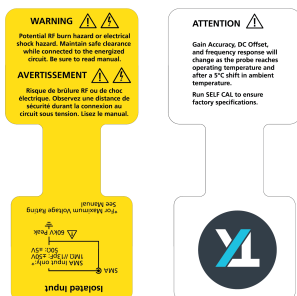 WARNING
Potential RF burn hazard or electrical
shock hazard. Maintain safe clearance
while connected to the energized
circuit. Be sure to read manual.
AVERTISSEMENT
Risque de brûlure RF ou de choc
électrique. Observez une distance de
sécurité durant la connexion au
circuit sous tension. Lisez le manuel.
Isolated Input
SMA
SMA Input only:*
1MΩ//13pF: ±50V
50Ω: ≤5V
60kV Peak
*For Maximum Voltage Rating
See Manual
ATTENTION
Gain Accuracy, DC Offset,
and frequency response will
change as the probe reaches
operating temperature and
after a 5°C shift in ambient
temperature.
Run SELF CAL to ensure
factory specifications.